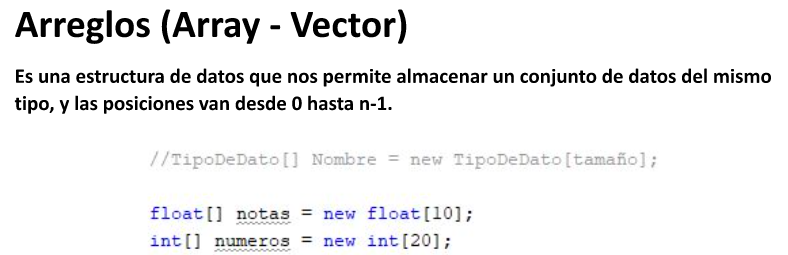 Arreglos (Array - Vector)
Es una estructura de datos que nos permite almacenar un conjunto de datos del mismo
tipo, y las posiciones van desde 0 hasta n-1.
//TipoDeDato[] Nombre = new TipoDeDato[tamaño];
float[] notas = new float[10];
int[] numeros = new int[20];